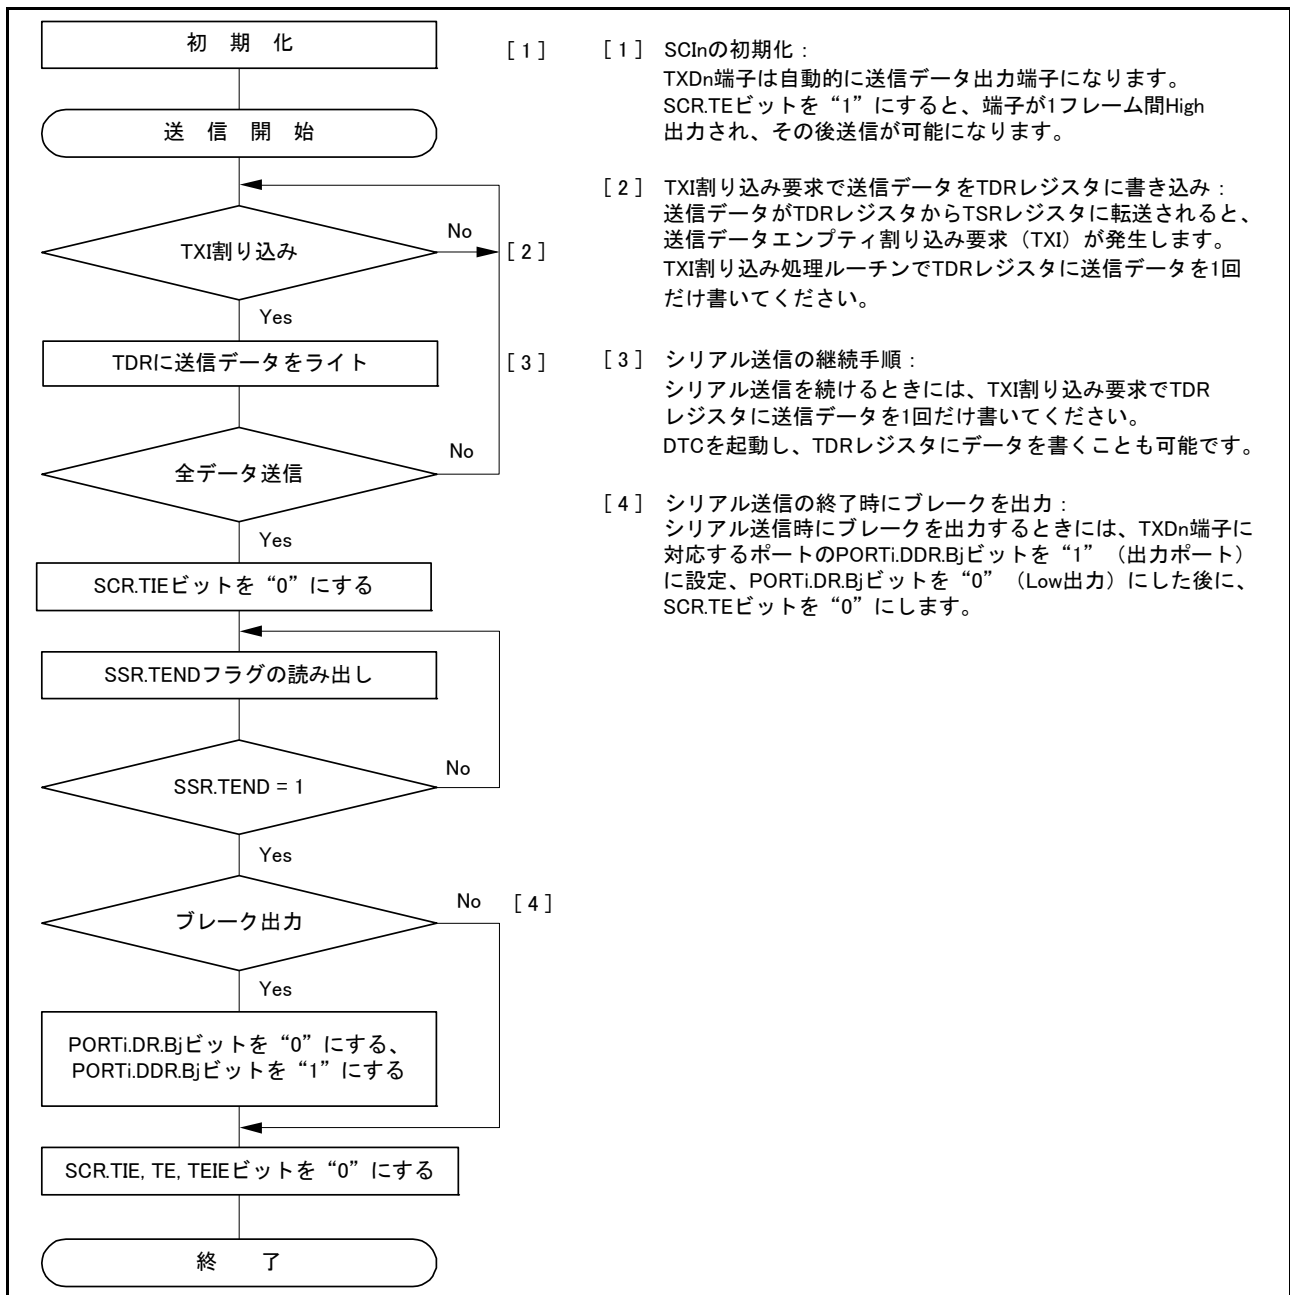 初 期 化
[ 1 ]
送 信 開 始
TXI割り込み
No
[ 2 ]
Yes
TDRに送信データをライト
[ 3 ]
全データ送信
No
Yes
SCR.TIEビットを“0”にする
SSR.TENDフラグの読み出し
SSR.TEND = 1
No
Yes
ブレーク出力
No
[ 4 ]
Yes
PORTi.DR.Bjビットを“0”にする、
PORTi.DDR.Bjビットを“1”にする
SCR.TIE, TE, TEIEビットを“0”にする
終 了
[ 1 ] SCInの初期化：
TXDn端子は自動的に送信データ出力端子になります。
SCR.TEビットを“1”にすると、端子が1フレーム間High
出力され、その後送信が可能になります。
[ 2 ] TXI割り込み要求で送信データをTDRレジスタに書き込み：
送信データがTDRレジスタからTSRレジスタに転送されると、
送信データエンプティ割り込み要求（TXI）が発生します。
TXI割り込み処理ルーチンでTDRレジスタに送信データを1回
だけ書いてください。
[ 3 ] シリアル送信の継続手順：
シリアル送信を続けるときには、TXI割り込み要求でTDR
レジスタに送信データを1回だけ書いてください。
DTCを起動し、TDRレジスタにデータを書くことも可能です。
[ 4 ] シリアル送信の終了時にブレークを出力：
シリアル送信時にブレークを出力するときには、TXDn端子に
対応するポートのPORTi.DDR.Bjビットを“1”（出力ポート）
に設定、PORTi.DR.Bjビットを“0”（Low出力）にした後に、
SCR.TEビットを“0”にします。